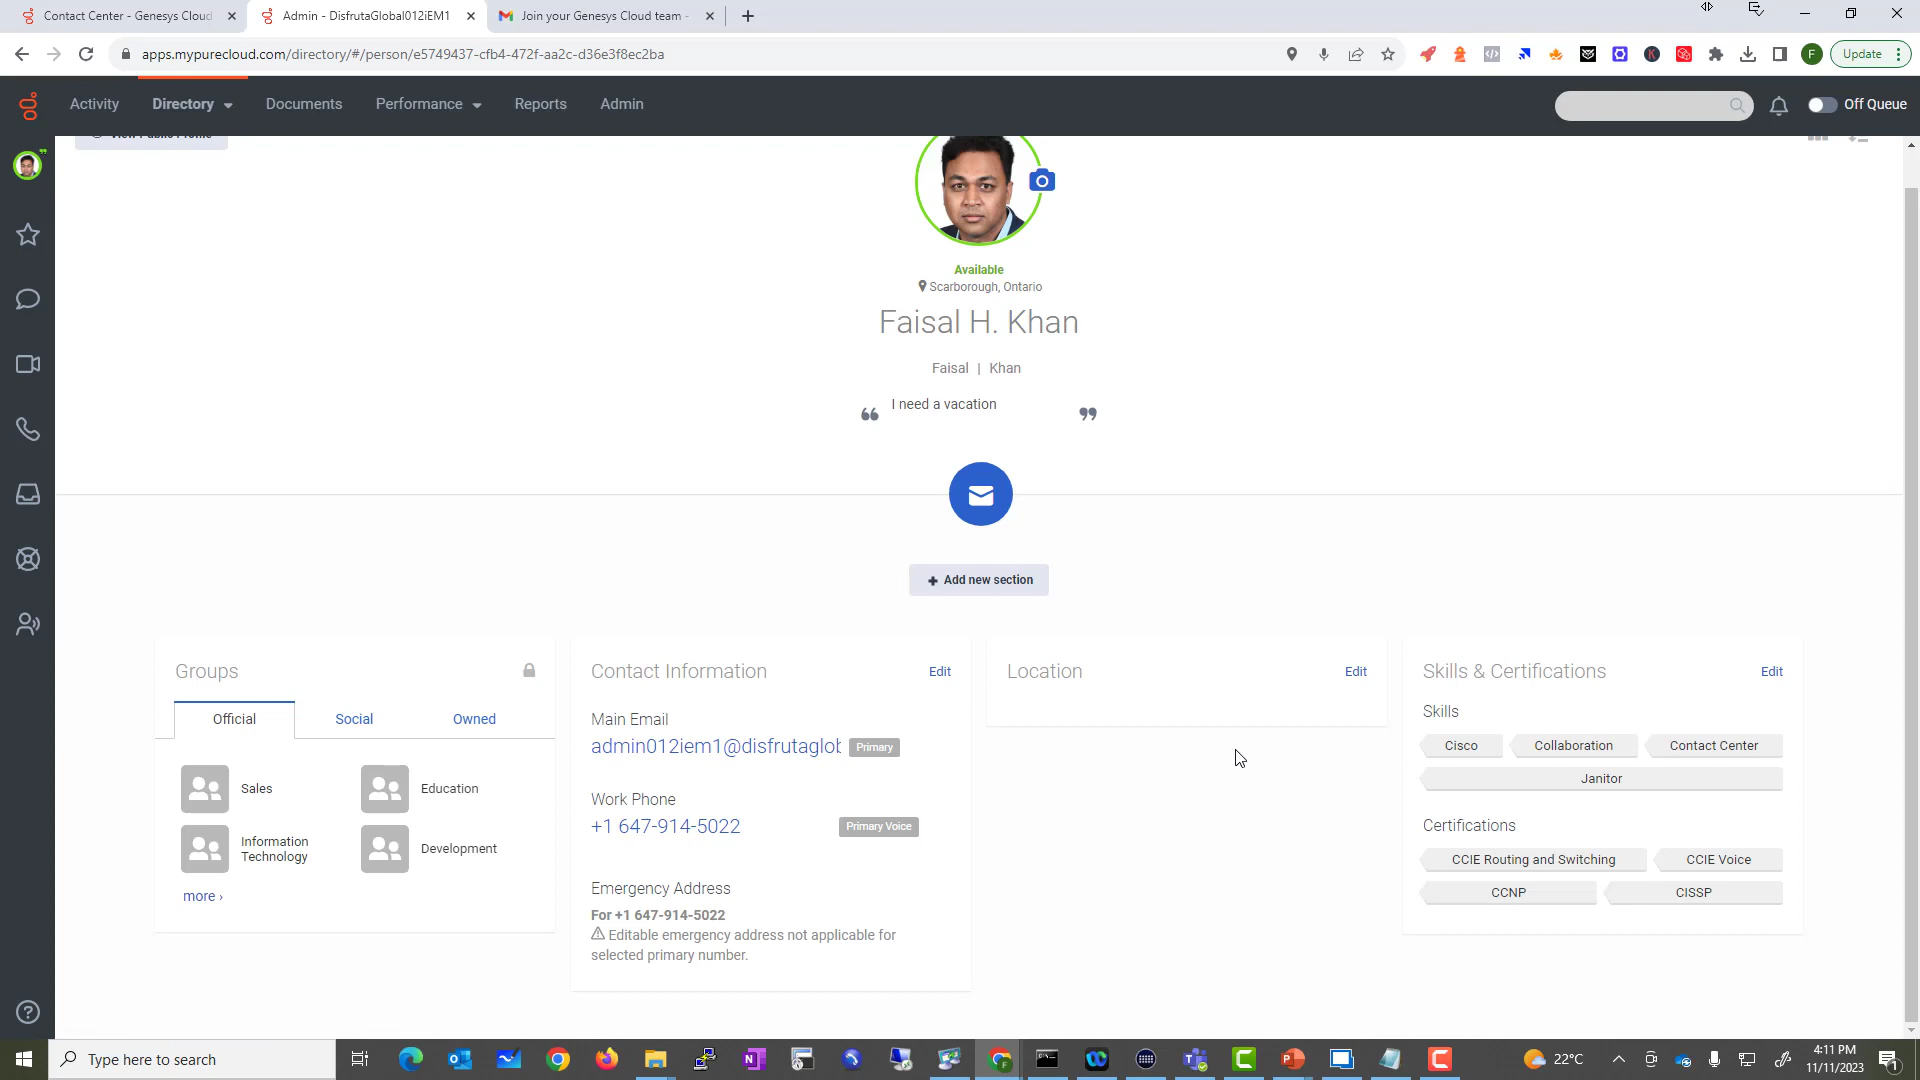 Contact Center - Genesys Cloud
Admin - DisfrutaGlobal012iEM1
Join your Genesys Cloud team -
apps.mypurecloud.com/directory/#/person/e5749437-cfb4-472f-aa2c-d36e3f8ec2ba
F
Update
Activity
Directory
Documents
Performance
Reports
Admin
Off Queue
View Public Profile
Available
Scarborough, Ontario
Faisal H. Khan
Faisal | Khan
“ I need a vacation ”
+ Add new section
Groups
Official
Social
Owned
Sales
Education
Information Technology
Development
more ›
Contact Information
Edit
Main Email
admin012iem1@disfrutaglob
Primary
Work Phone
+1 647-914-5022
Primary Voice
Emergency Address
For +1 647-914-5022
Editable emergency address not applicable for
selected primary number.
Location
Edit
Skills & Certifications
Edit
Skills
Cisco
Collaboration
Contact Center
Janitor
Certifications
CCIE Routing and Switching
CCIE Voice
CCNP
CISSP
Type here to search
22°C
4:11 PM
11/11/2023
1